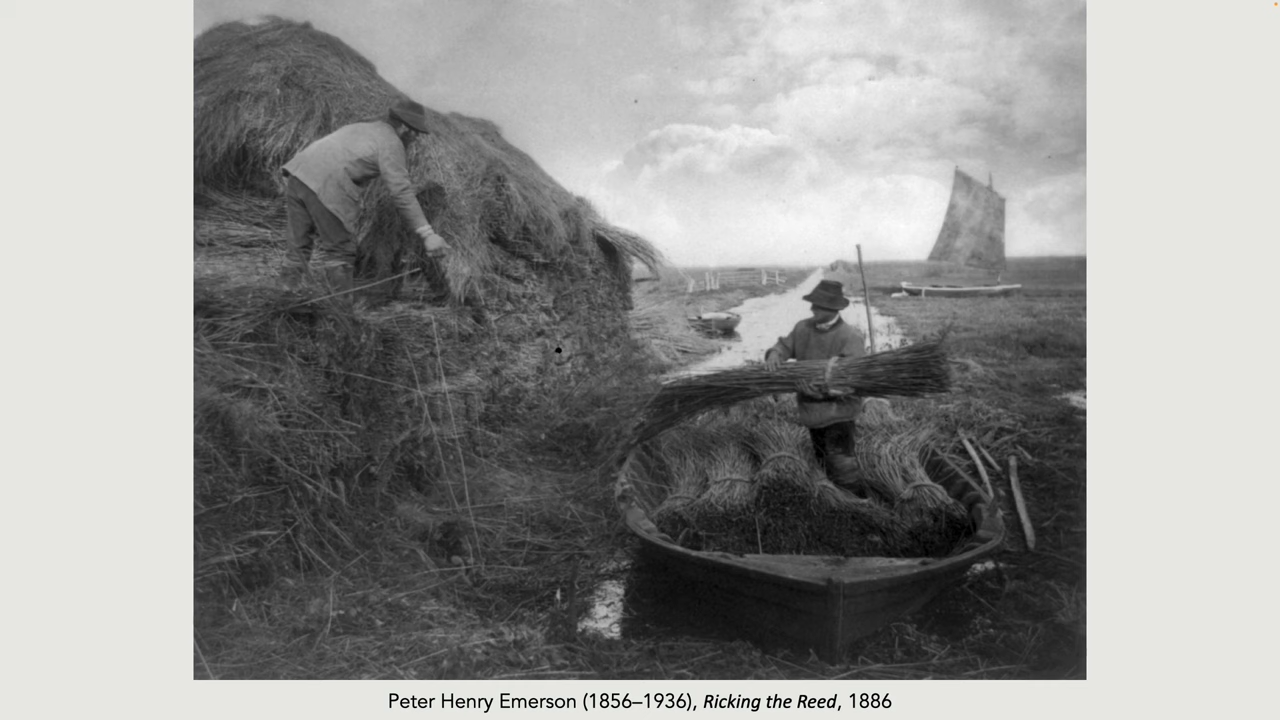 Peter Henry Emerson (1856–1936), Ricking the Reed, 1886